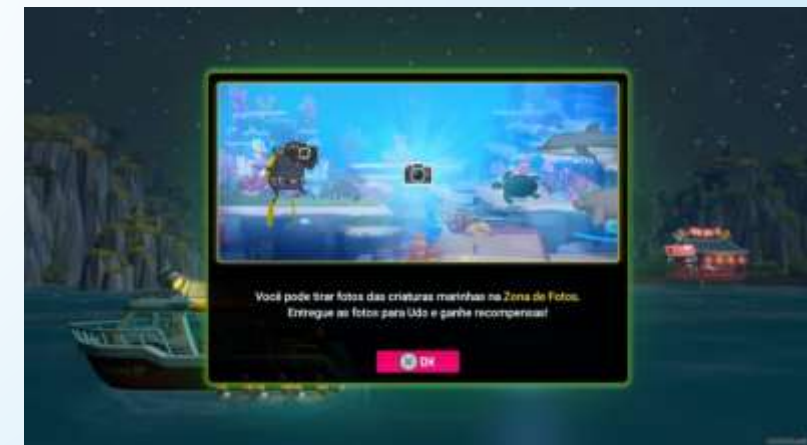 Você pode tirar fotos das criaturas marinhas na Zona de Fotos.
Entregue as fotos para Udo e ganhe recompensas!
OK